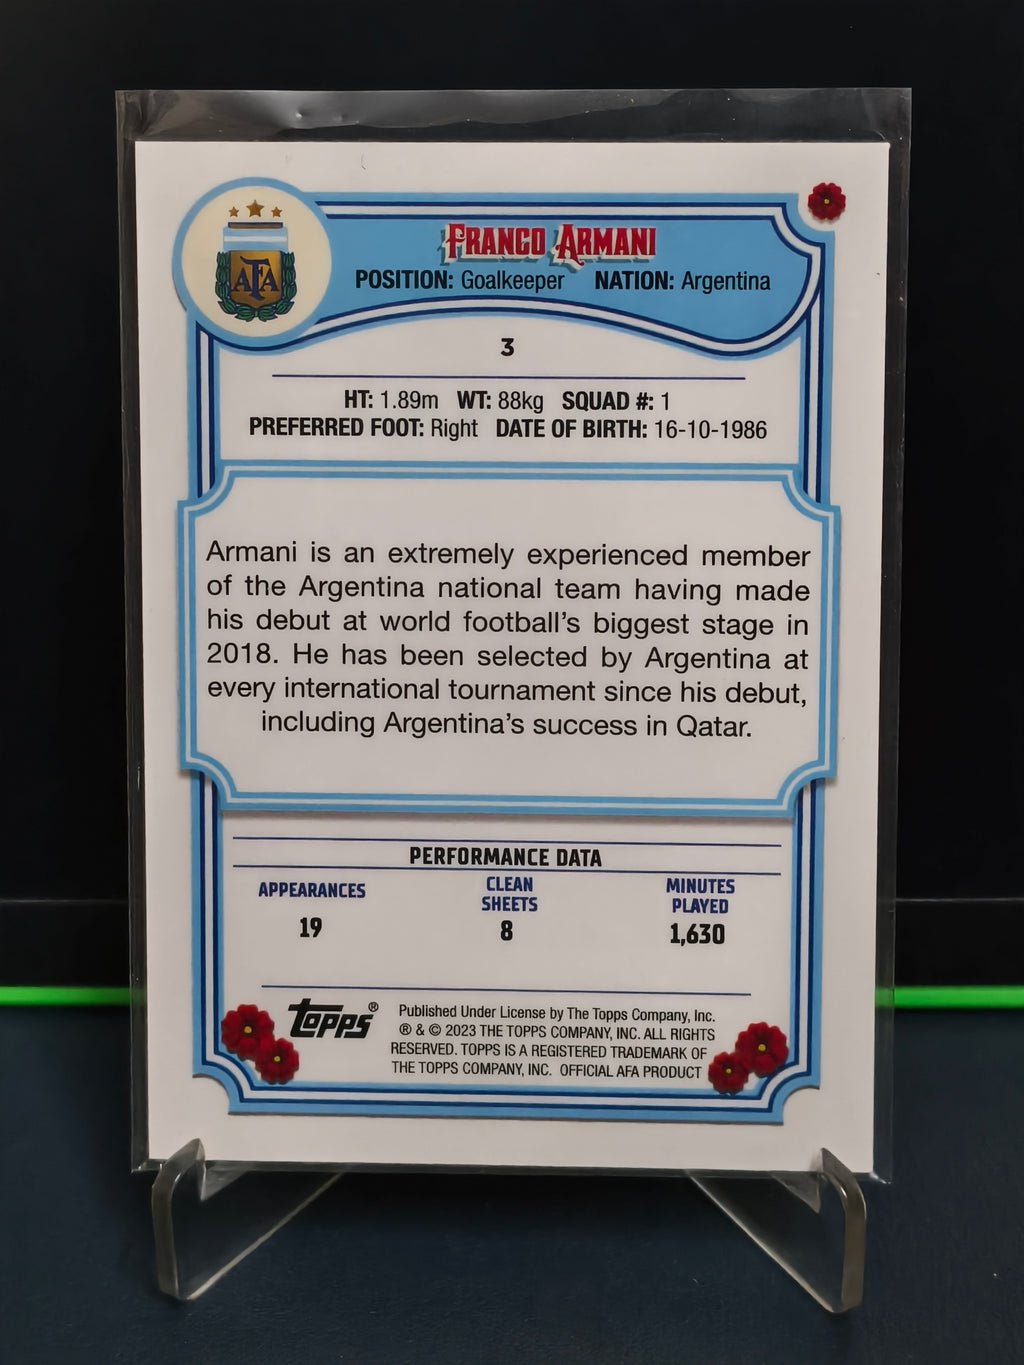 AFA
FRANCO ARMANI
POSITION: Goalkeeper NATION: Argentina
3
HT: 1.89m WT: 88kg SQUAD #: 1
PREFERRED FOOT: Right DATE OF BIRTH: 16-10-1986
Armani is an extremely experienced member
of the Argentina national team having made
his debut at world football's biggest stage in
2018. He has been selected by Argentina at
every international tournament since his debut,
including Argentina's success in Qatar.
PERFORMANCE DATA
APPEARANCES CLEAN SHEETS MINUTES PLAYED
19 8 1,630
topps®
Published Under License by The Topps Company, Inc.
® & © 2023 THE TOPPS COMPANY, INC. ALL RIGHTS
RESERVED. TOPPS IS A REGISTERED TRADEMARK OF
THE TOPPS COMPANY, INC. OFFICIAL AFA PRODUCT